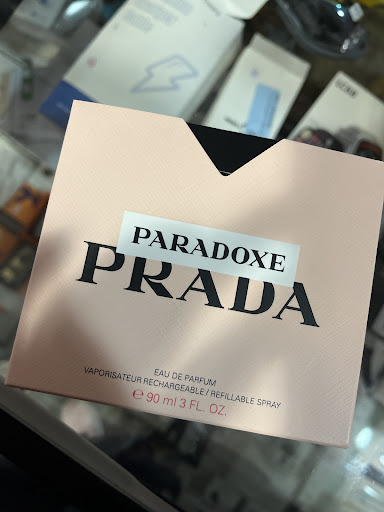 PARADOXE
PRADA
EAU DE PARFUM
VAPORISATEUR RECHARGEABLE / REFILLABLE SPRAY
℮ 90 ml 3 FL. OZ.